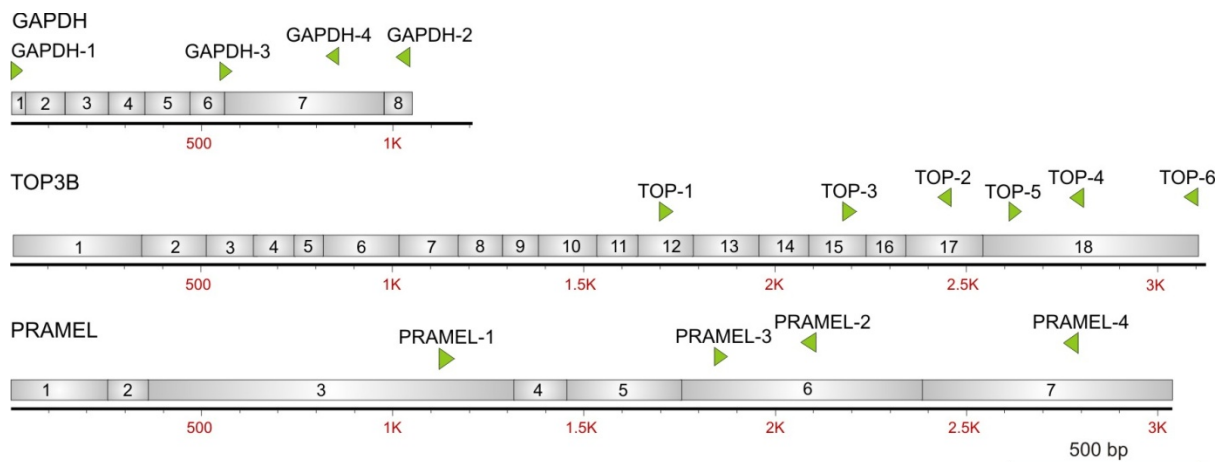 GAPDH
GAPDH-1 GAPDH-3 GAPDH-4 GAPDH-2
1 2 3 4 5 6 7 8
500 1K
TOP3B
TOP-1 TOP-3 TOP-2 TOP-5 TOP-4 TOP-6
1 2 3 4 5 6 7 8 9 10 11 12 13 14 15 16 17 18
500 1K 1.5K 2K 2.5K 3K
PRAMEL
PRAMEL-1 PRAMEL-3 PRAMEL-2 PRAMEL-4
1 2 3 4 5 6 7
500 1K 1.5K 2K 2.5K 3K
500 bp